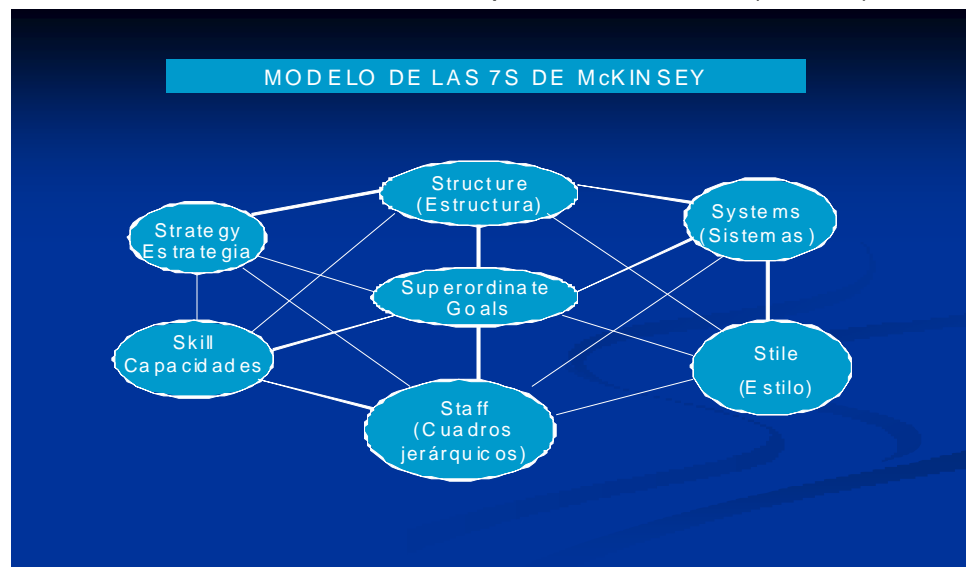 MODELO DE LAS 7S DE McKINSEY
Structure
(Estructura)
Systems
(Sistemas)
Strategy
Estrategia
Superordinate
Goals
Skill
Capacidades
Stile
(Estilo)
Staff
(Cuadros
jerárquicos)